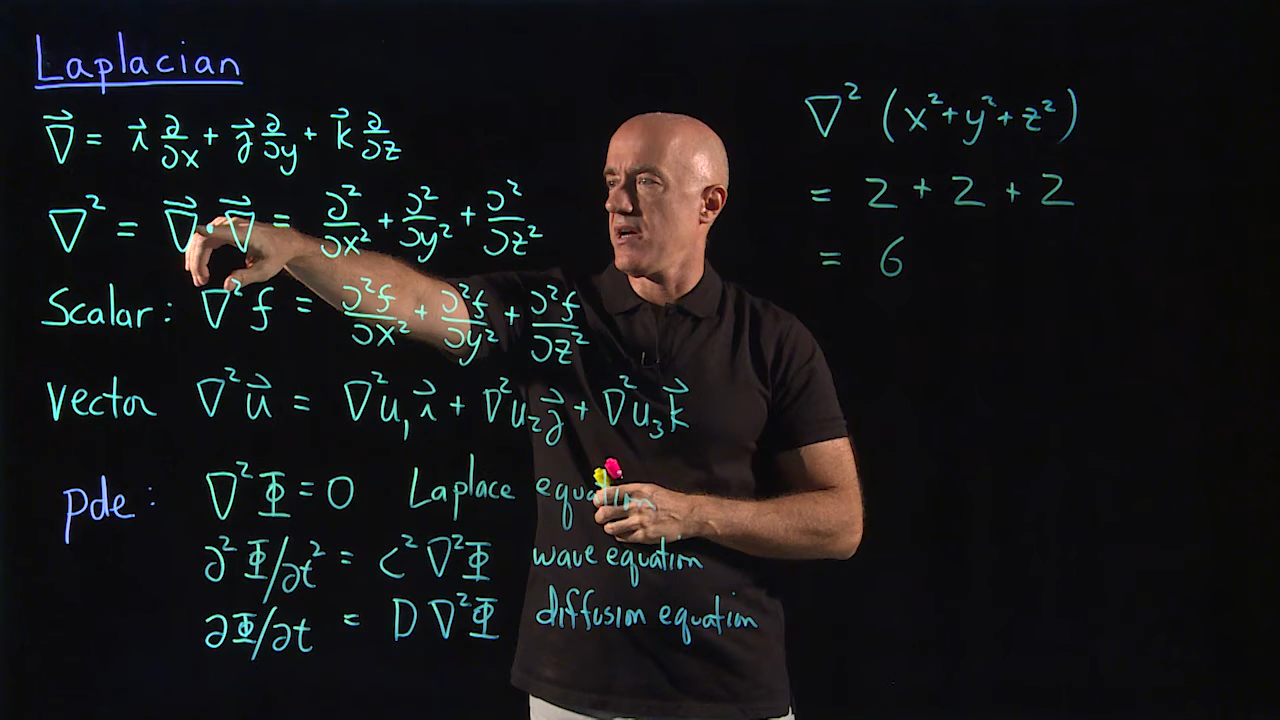 Laplacian
∇⃗ = i⃗ ∂/∂x + j⃗ ∂/∂y + k⃗ ∂/∂z
∇² = ∇⃗·∇⃗ = ∂²/∂x² + ∂²/∂y² + ∂²/∂z²
Scalar: ∇²f = ∂²f/∂x² + ∂²f/∂y² + ∂²f/∂z²
Vector ∇²u⃗ = ∇²u₁i⃗ + ∇²u₂j⃗ + ∇²u₃k⃗
pde: ∇²Φ = 0 Laplace equation
∂²Φ/∂t² = c²∇²Φ wave equation
∂Φ/∂t = D∇²Φ diffusion equation
∇²(x²+y²+z²)
= 2 + 2 + 2
= 6